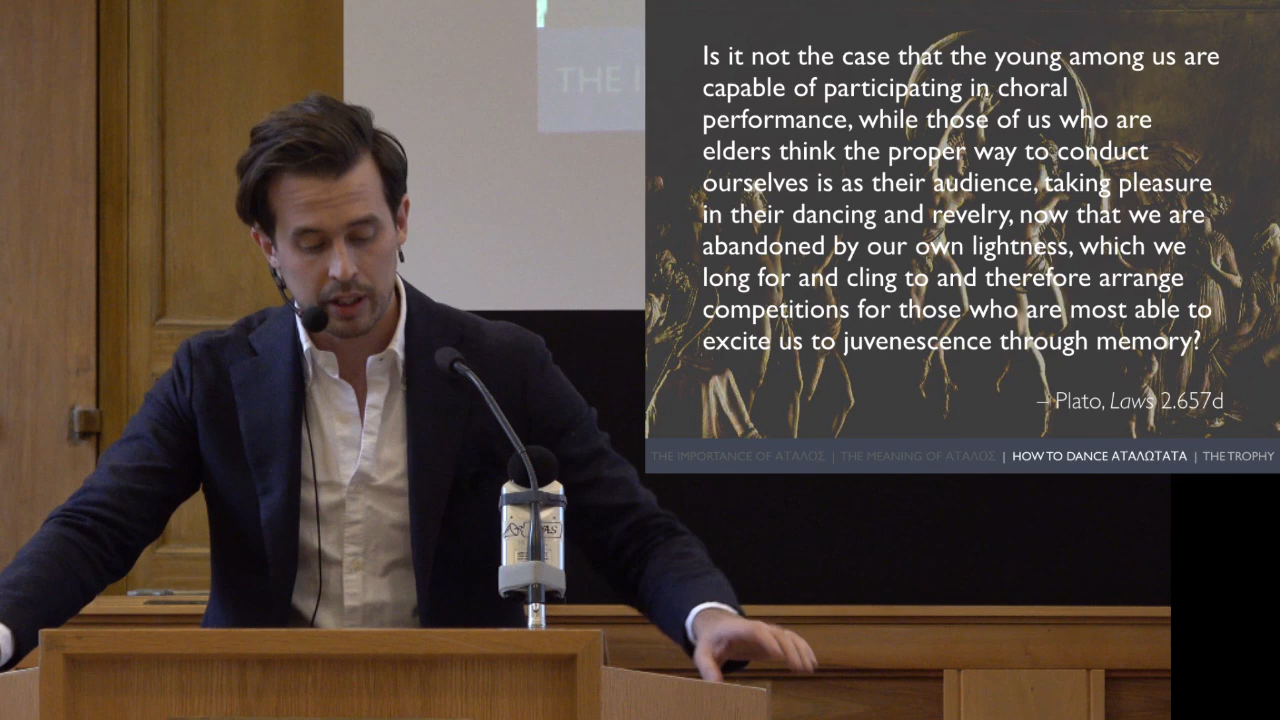 THE I
Is it not the case that the young among us are
capable of participating in choral
performance, while those of us who are
elders think the proper way to conduct
ourselves is as their audience, taking pleasure
in their dancing and revelry, now that we are
abandoned by our own lightness, which we
long for and cling to and therefore arrange
competitions for those who are most able to
excite us to juvenescence through memory?
– Plato, Laws 2.657d
THE IMPORTANCE OF ΑΤΑΛΟΣ | THE MEANING OF ΑΤΑΛΟΣ | HOW TO DANCE ΑΤΑΛΩΤΑΤΑ | THE TROPHY